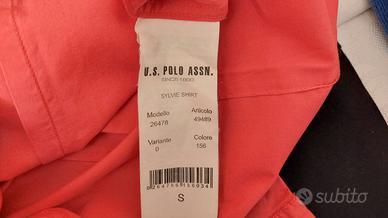 U.S. POLO ASSN.
SINCE 1890
SYLVIE SHIRT
Modello Articolo
26478 49489
Variante Colore
0 156
S
subito